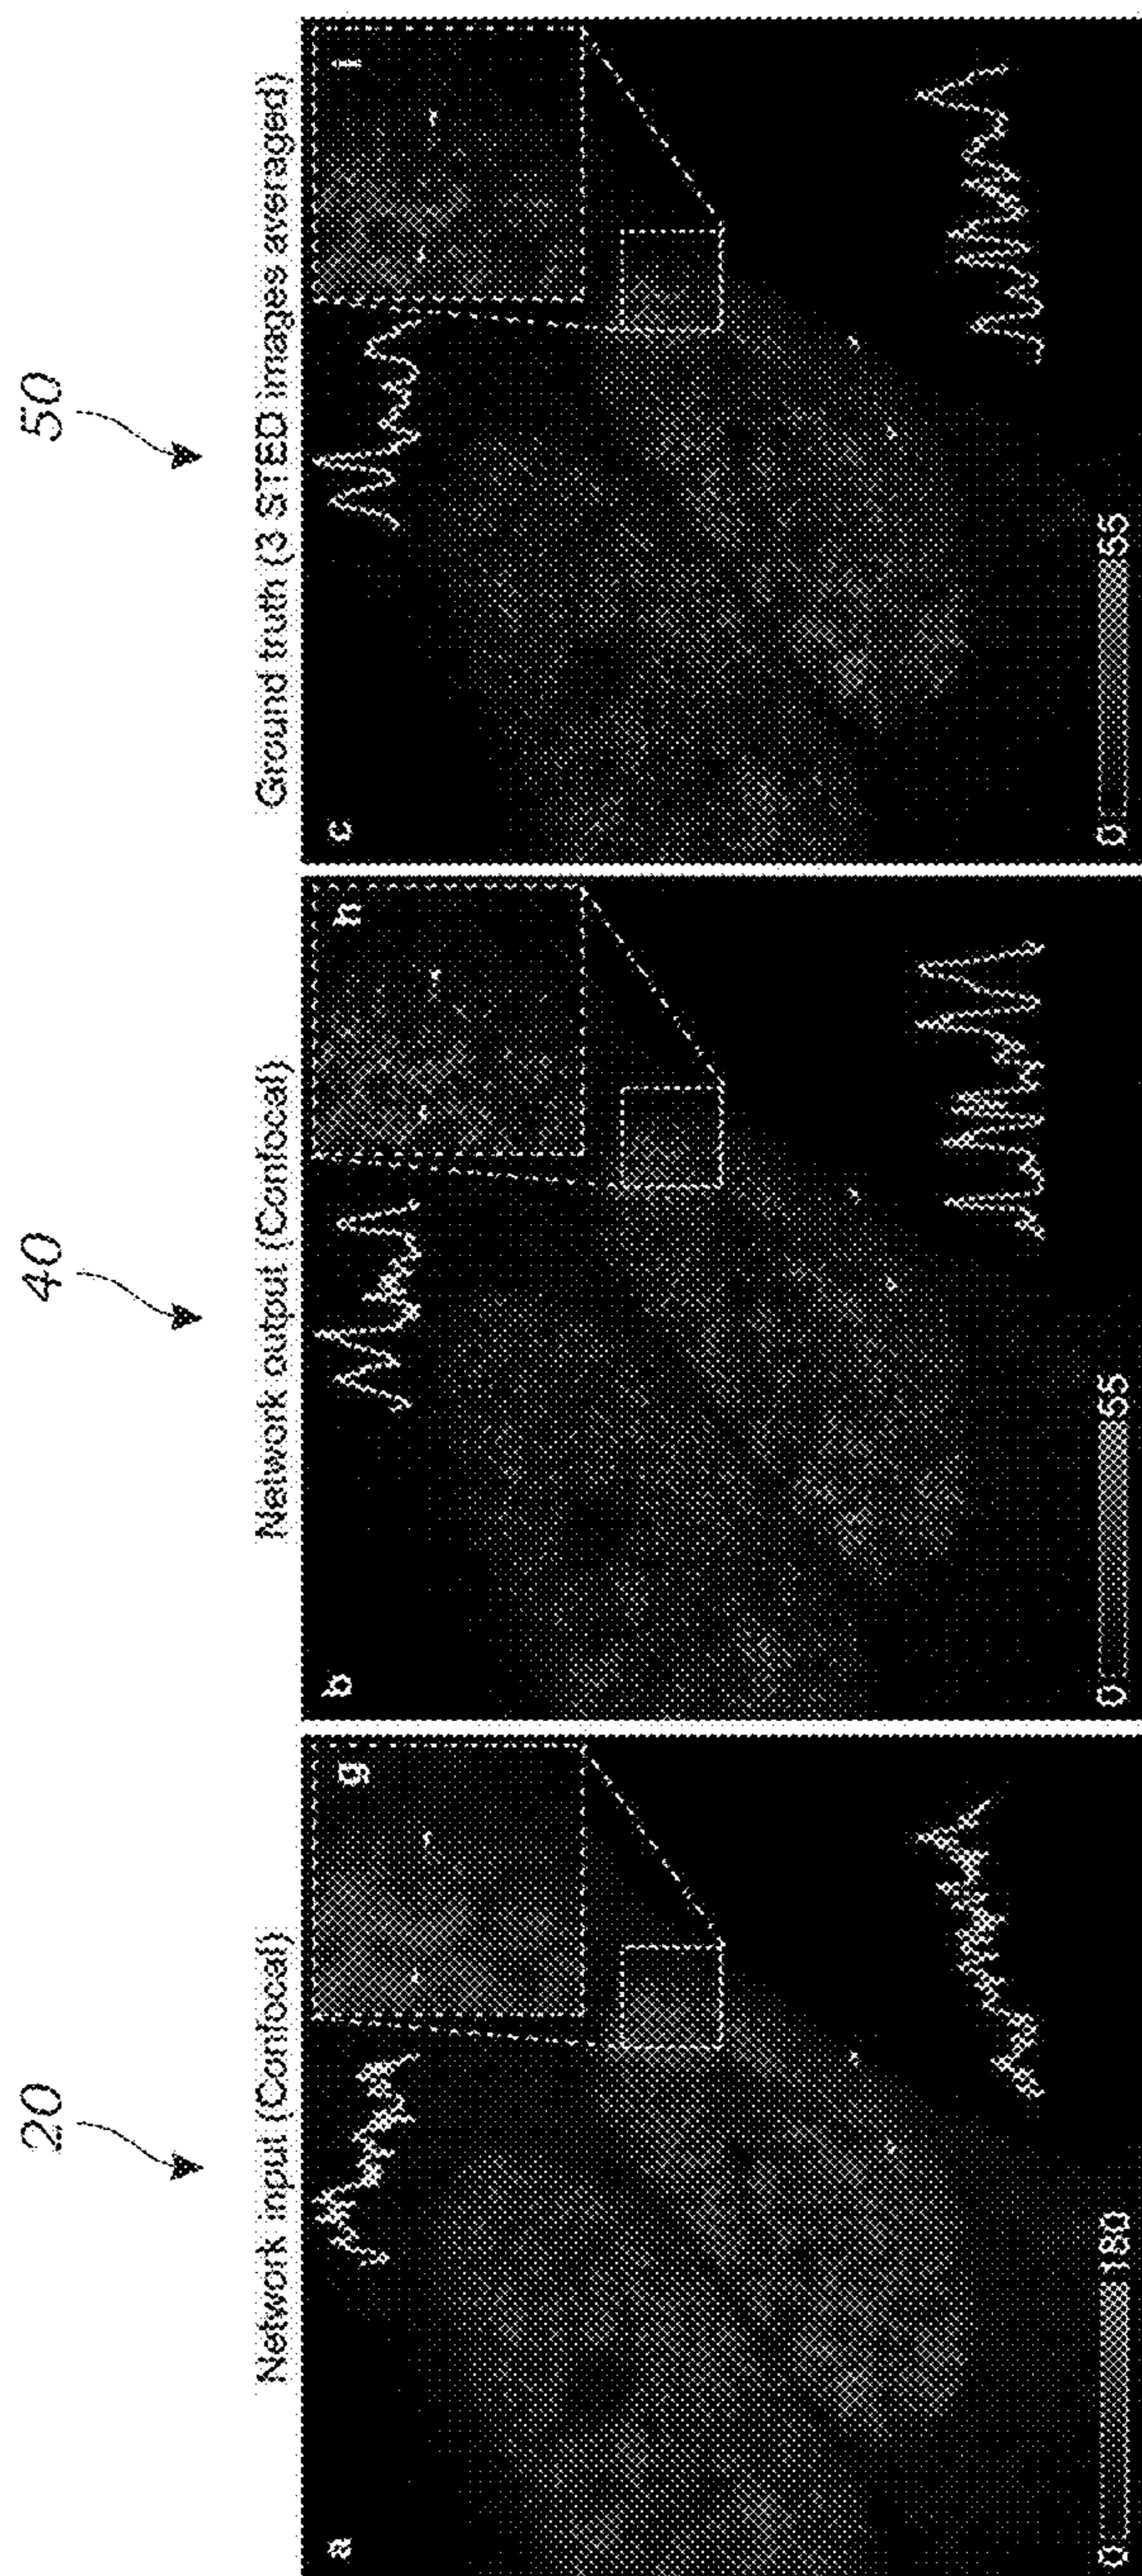 20
Network input (Confocal)
a
g
0 180
40
Network output (Confocal)
b
h
0 55
50
Ground truth (3 STED images averaged)
c
i
0 55